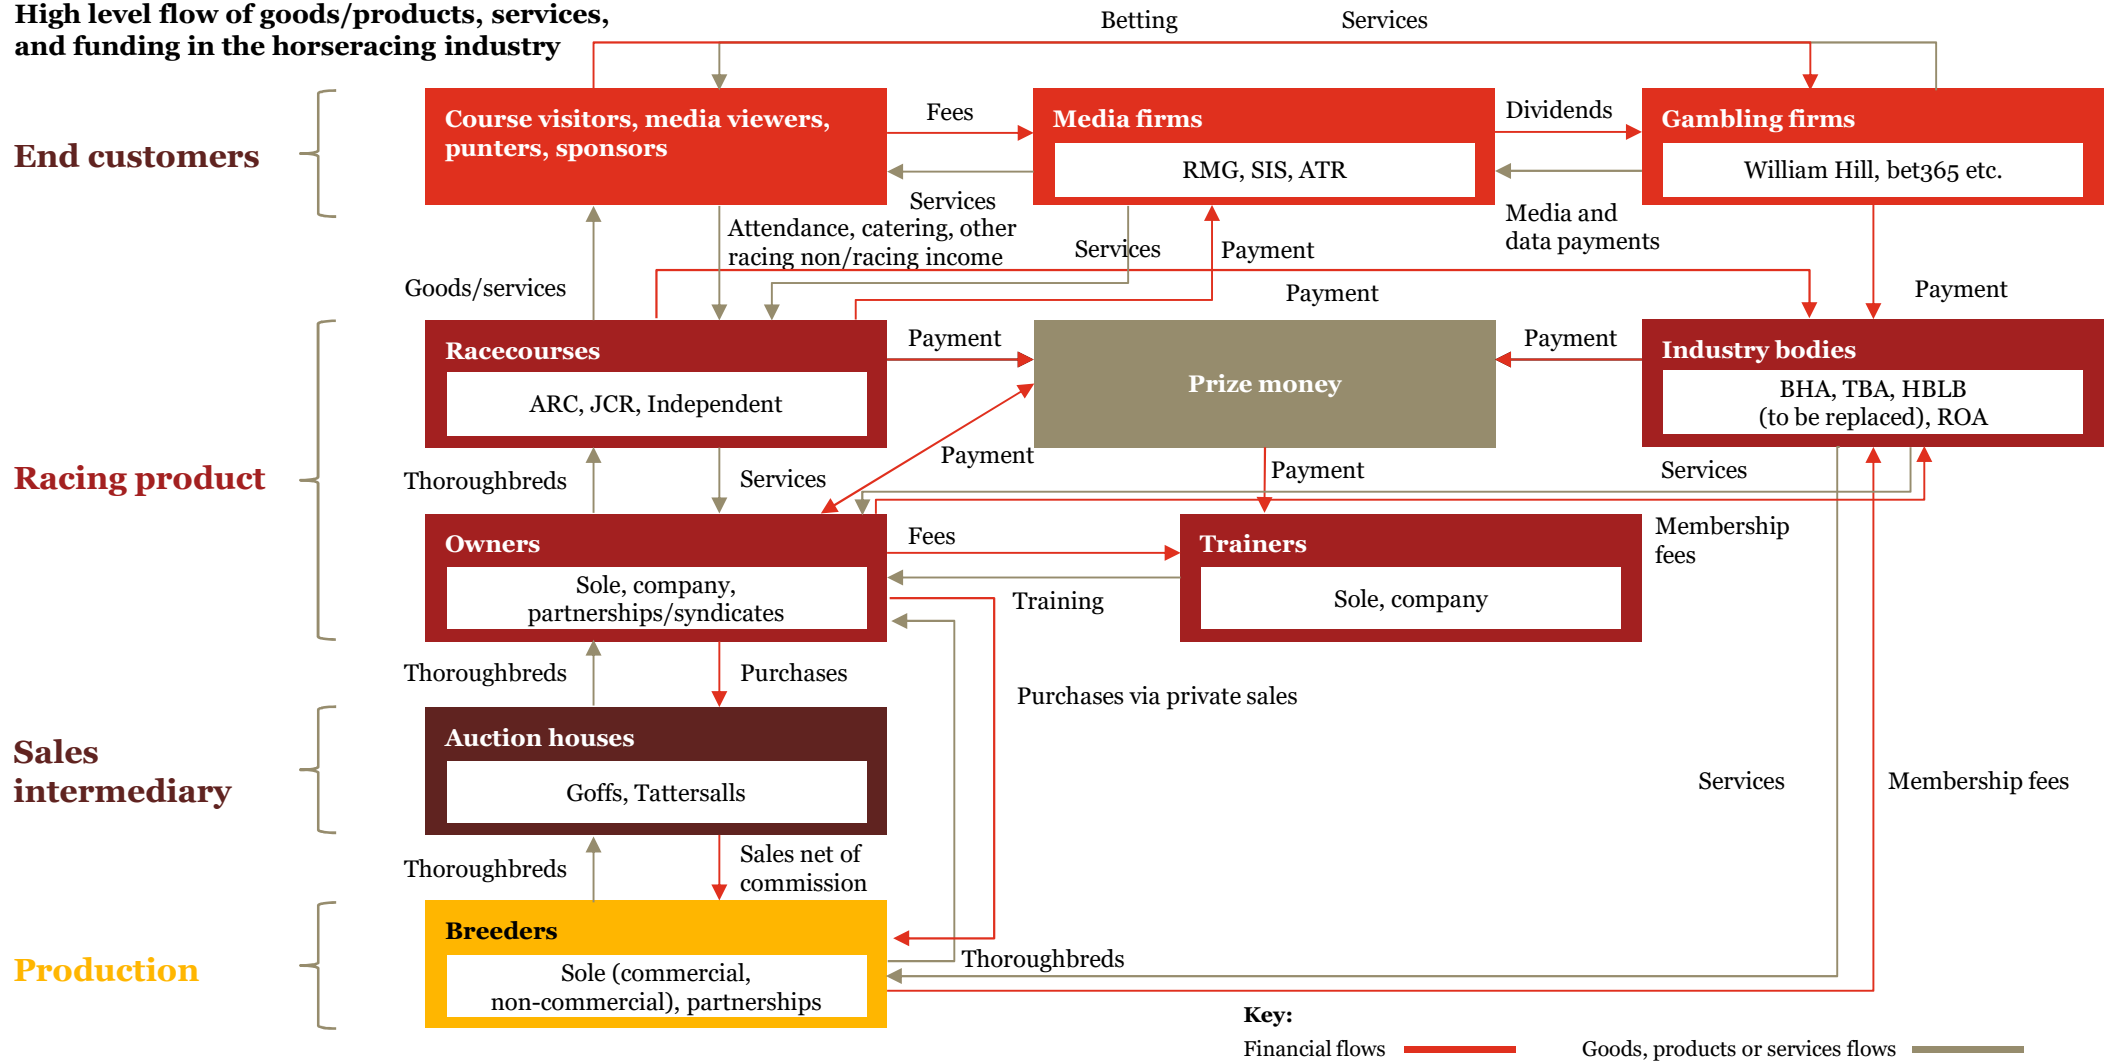 High level flow of goods/products, services,
and funding in the horseracing industry
Betting
Services
End customers
Course visitors, media viewers,
punters, sponsors
Fees
Services
Media firms
RMG, SIS, ATR
Dividends
Media and
data payments
Gambling firms
William Hill, bet365 etc.
Goods/services
Attendance, catering, other
racing non/racing income
Services
Payment
Payment
Payment
Racing product
Racecourses
ARC, JCR, Independent
Payment
Prize money
Payment
Industry bodies
BHA, TBA, HBLB
(to be replaced), ROA
Thoroughbreds
Services
Payment
Payment
Services
Owners
Sole, company,
partnerships/syndicates
Fees
Training
Trainers
Sole, company
Membership
fees
Thoroughbreds
Purchases
Purchases via private sales
Sales
intermediary
Auction houses
Goffs, Tattersalls
Services
Membership fees
Thoroughbreds
Sales net of
commission
Production
Breeders
Sole (commercial,
non-commercial), partnerships
Thoroughbreds
Key:
Financial flows
Goods, products or services flows